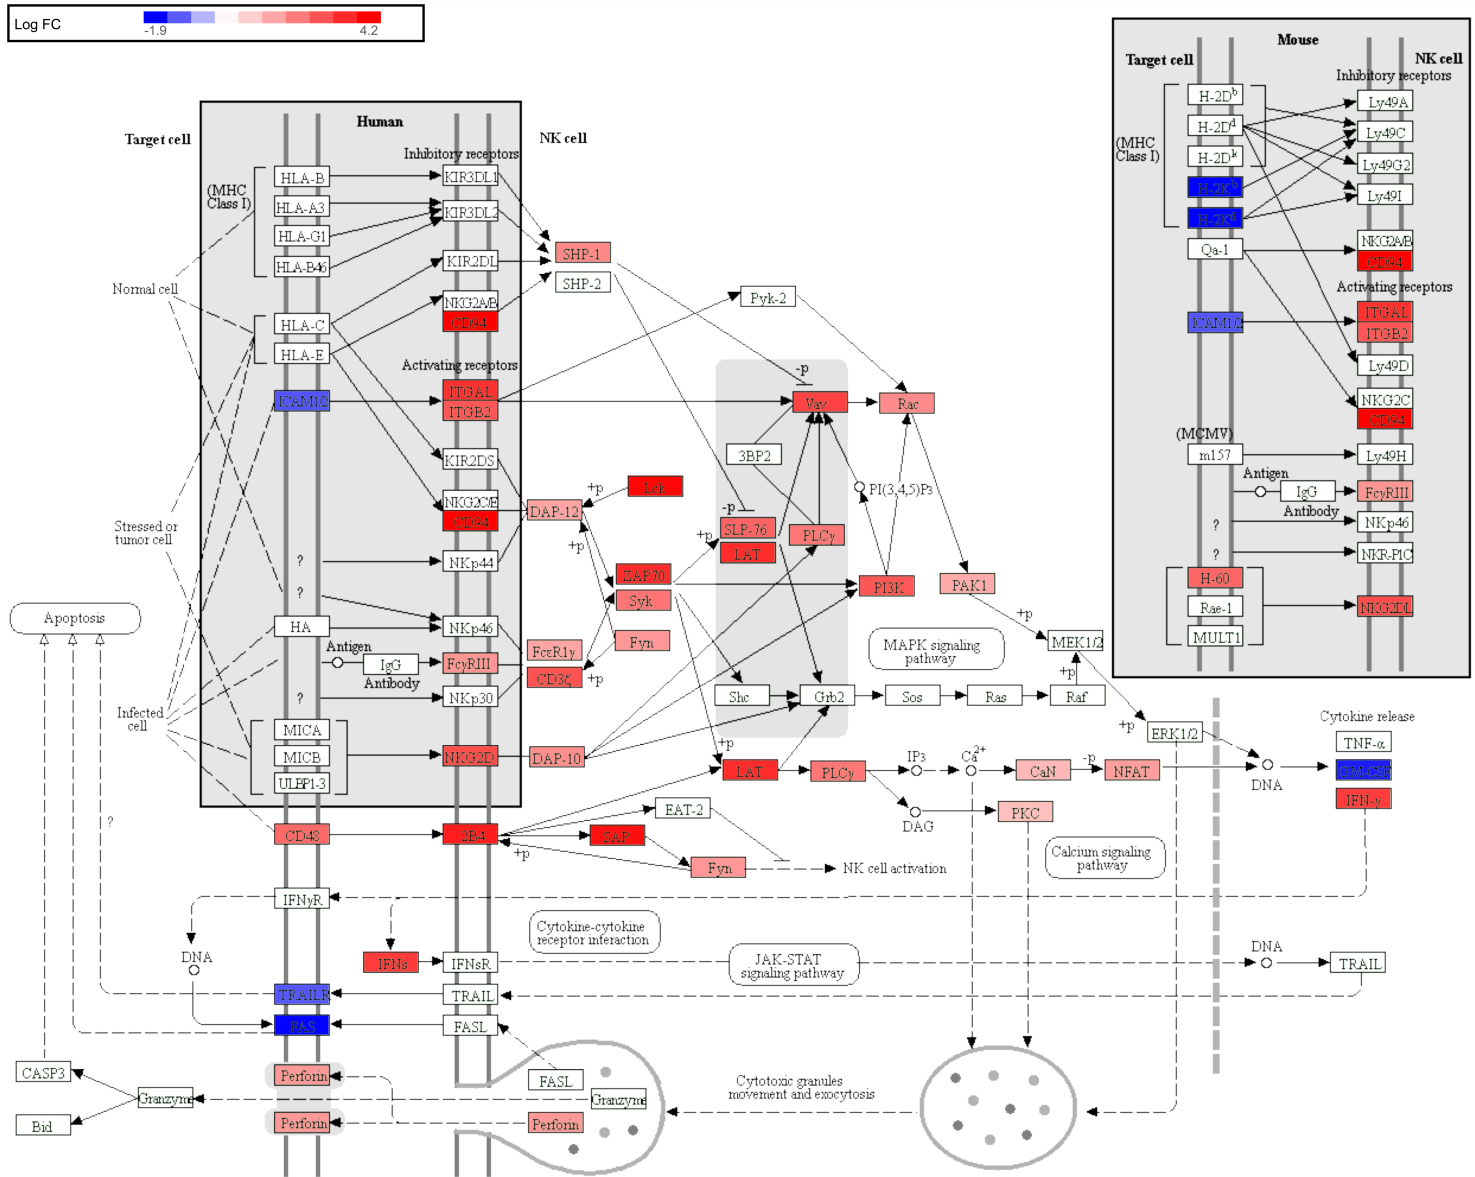 Log FC
-1.9
4.2
Target cell
Human
NK cell
Inhibitory receptors
(MHC
Class I)
HLA-B
KIR3DL1
HLA-A3
KIR3DL2
HLA-G1
HLA-B46
KIR2DL
SHP-1
SHP-2
Normal cell
NKG2A/B
CD94
HLA-C
HLA-E
Pyk-2
Activating receptors
ICAM1/2
ITGAL
ITGB2
-p
Vav
Rac
KIR2DS
3BP2
NKG2C/E
CD94
DAP-12
+p
Lck
PI(3,4,5)P3
Stressed or
tumor cell
-p
SLP-76
LAT
PLCγ
+p
+p
?
NKp44
ZAP70
Syk
PI3K
PAK1
?
+p
Apoptosis
HA
NKp46
Fyn
MEK1/2
Antigen
IgG
Antibody
FcγRIII
FcεR1γ
CD3ζ
+p
MAPK signaling
pathway
+p
?
NKp30
Shc
Grb2
Sos
Ras
Raf
Infected
cell
MICA
MICB
ULBP1-3
NKG2D
DAP-10
+p
LAT
PLCγ
IP3
Ca2+
CaN
-p
NFAT
+p
ERK1/2
DNA
Cytokine release
TNF-α
GM-CSF
IFN-γ
DAG
PKC
?
CD48
2B4
+p
SAP
EAT-2
Fyn
NK cell activation
Calcium signaling
pathway
IFNγR
DNA
IFNs
IFNsR
Cytokine-cytokine
receptor interaction
JAK-STAT
signaling pathway
DNA
TRAIL
TRAILR
TRAIL
FAS
FASL
CASP3
Bid
Granzyme
Perforin
Perforin
FASL
Granzyme
Perforin
Cytotoxic granules
movement and exocytosis
Mouse
Target cell
NK cell
Inhibitory receptors
(MHC
Class I)
H-2Db
Ly49A
H-2Dd
Ly49C
H-2Dk
Ly49G2
H-2Kb
Ly49I
H-2Kd
Qa-1
NKG2A/B
CD94
Activating receptors
ICAM1/2
ITGAL
ITGB2
Ly49D
NKG2C
CD94
(MCMV)
m157
Ly49H
Antigen
IgG
Antibody
FcγRIII
?
NKp46
?
NKR-P1C
H-60
Rae-1
MULT1
NKG2DL